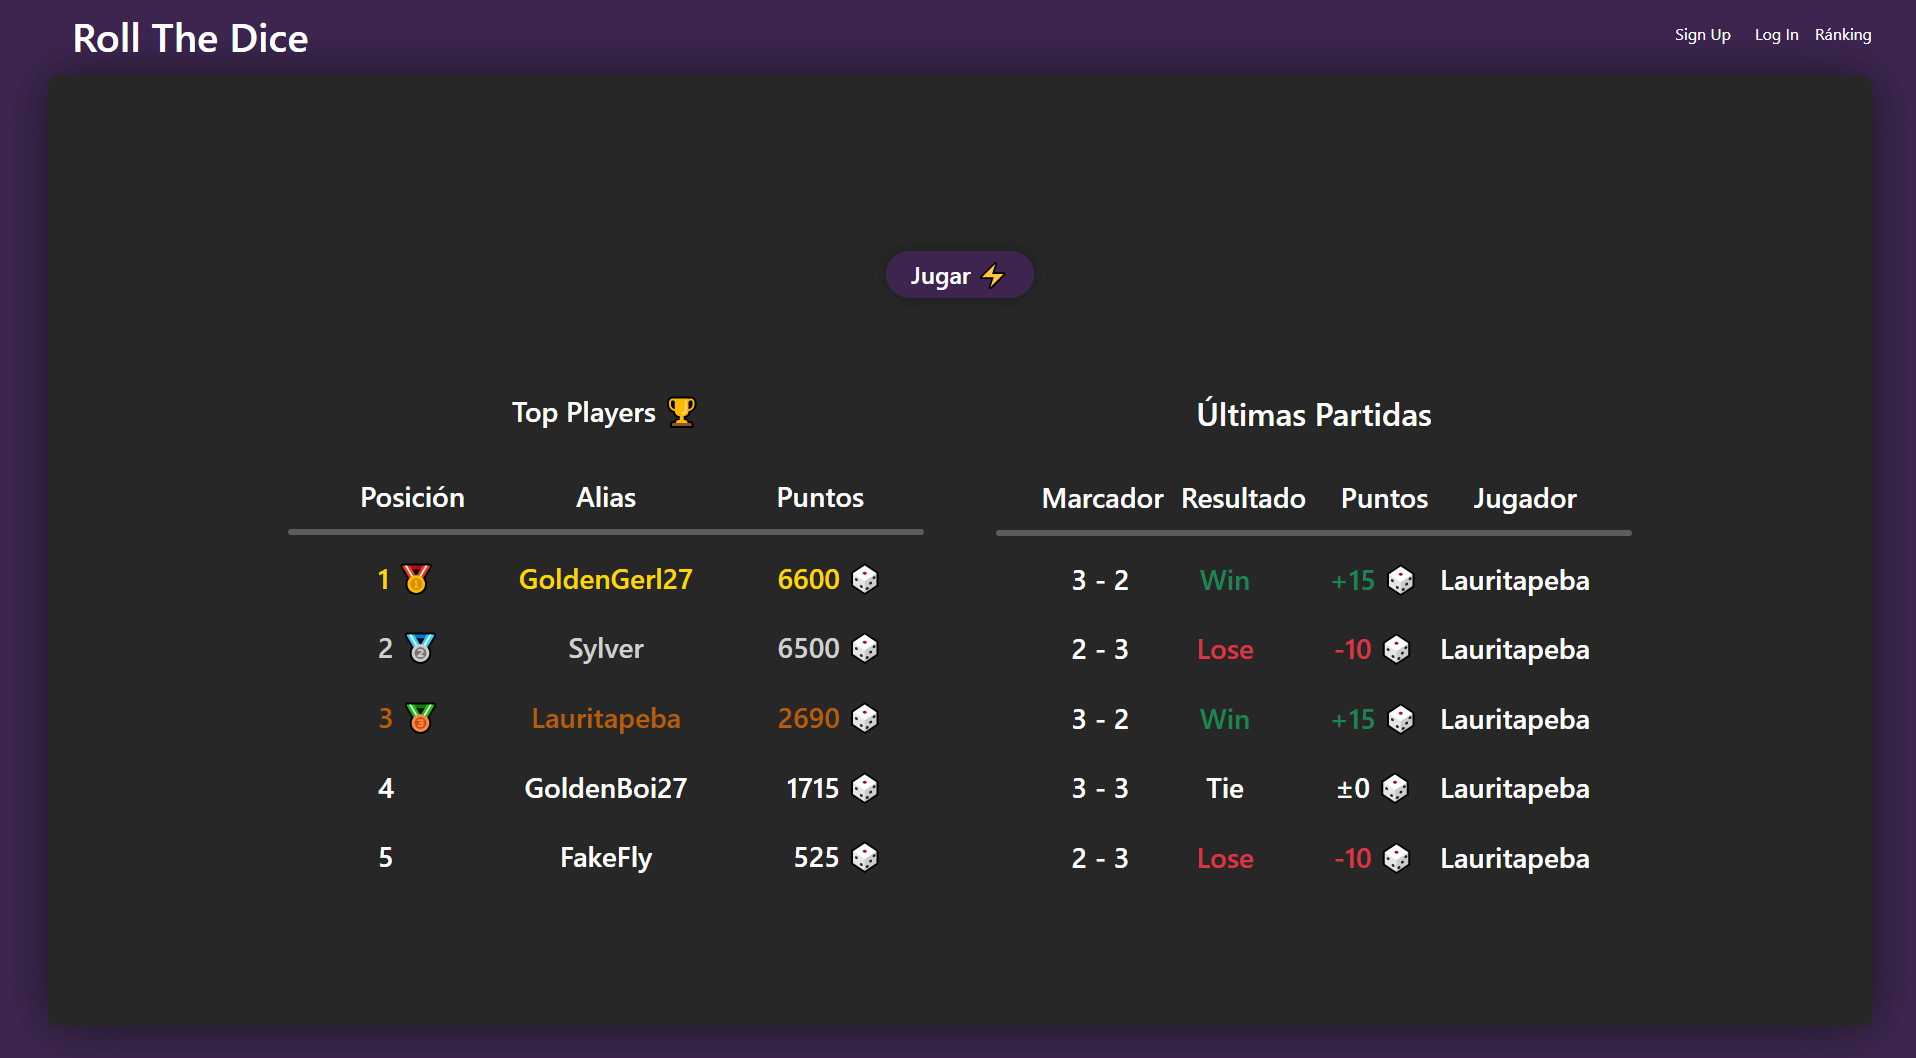 Roll The Dice
Sign Up Log In Ránking
Jugar ⚡
Top Players 🏆
Posición Alias Puntos
1 🥇 GoldenGerl27 6600 🎲
2 🥈 Sylver 6500 🎲
3 🥉 Lauritapeba 2690 🎲
4 GoldenBoi27 1715 🎲
5 FakeFly 525 🎲
Últimas Partidas
Marcador Resultado Puntos Jugador
3 - 2 Win +15 🎲 Lauritapeba
2 - 3 Lose -10 🎲 Lauritapeba
3 - 2 Win +15 🎲 Lauritapeba
3 - 3 Tie ±0 🎲 Lauritapeba
2 - 3 Lose -10 🎲 Lauritapeba